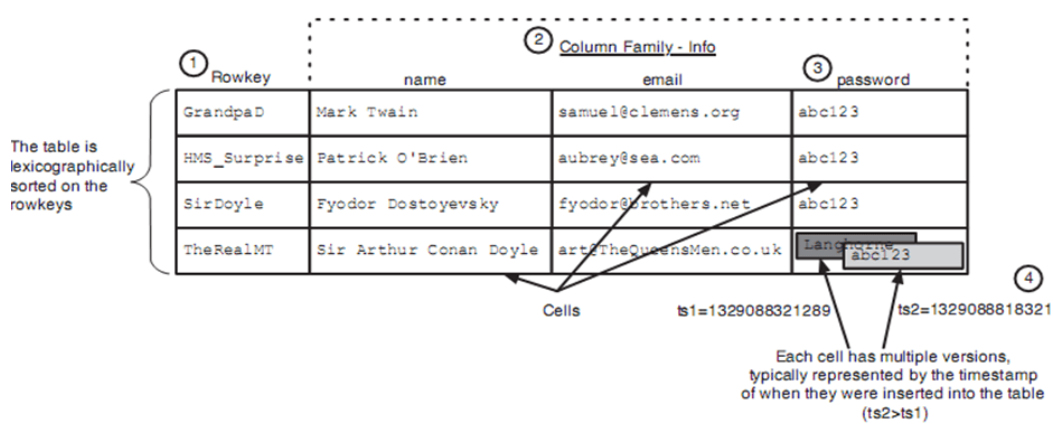 2 Column Family - Info
1 Rowkey name email 3 password
GrandpaD Mark Twain samuel@clemens.org abc123
The table is
lexicographically
sorted on the
rowkeys
HMS_Surprise Patrick O'Brien aubrey@sea.com abc123
SirDoyle Fyodor Dostoyevsky fyodor@brothers.net abc123
TheRealMT Sir Arthur Conan Doyle art@TheQueensMen.co.uk Langhorne abc123
Cells
ts1=1329088321289
ts2=1329088818321
4
Each cell has multiple versions,
typically represented by the timestamp
of when they were inserted into the table
(ts2>ts1)